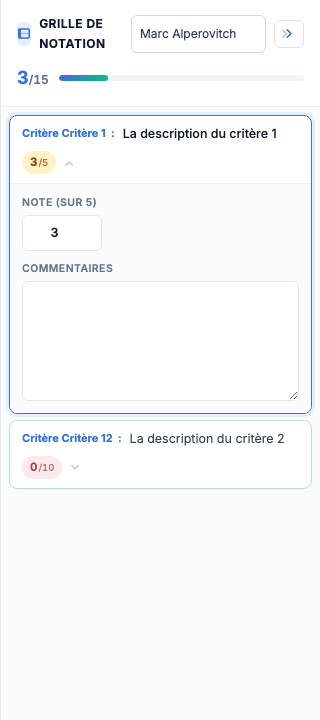 GRILLE DE
NOTATION
Marc Alperovitch
3/15
Critère Critère 1 : La description du critère 1
3/5
NOTE (SUR 5)
3
COMMENTAIRES
Critère Critère 12 : La description du critère 2
0/10